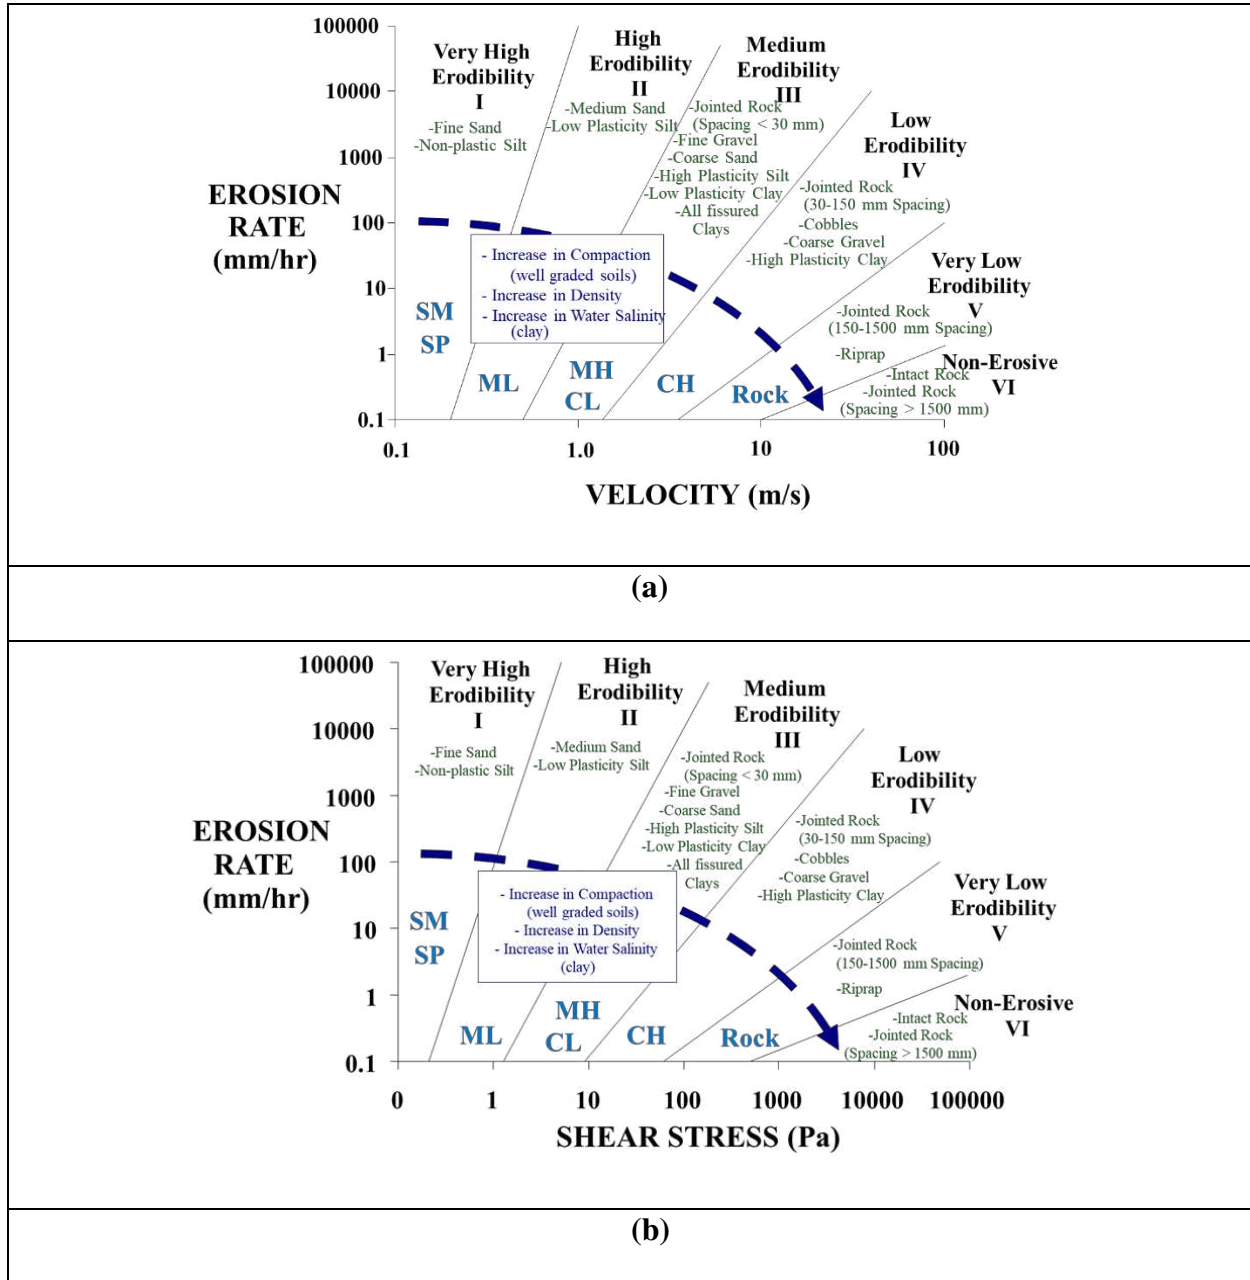 100000
10000
1000
100
10
1
0.1
EROSION
RATE
(mm/hr)
Very High
Erodibility
I
-Fine Sand
-Non-plastic Silt
High
Erodibility
II
-Medium Sand
-Low Plasticity Silt
Medium
Erodibility
III
-Jointed Rock
(Spacing < 30 mm)
-Fine Gravel
-Coarse Sand
-High Plasticity Silt
-Low Plasticity Clay
-All fissured
Clays
Low
Erodibility
IV
-Jointed Rock
(30-150 mm Spacing)
-Cobbles
-Coarse Gravel
-High Plasticity Clay
Very Low
Erodibility
V
-Jointed Rock
(150-1500 mm Spacing)
-Riprap
Non-Erosive
VI
-Intact Rock
-Jointed Rock
(Spacing > 1500 mm)
- Increase in Compaction
(well graded soils)
- Increase in Density
- Increase in Water Salinity
(clay)
SM
SP
ML
MH
CL
CH
Rock
0.1
1.0
10
100
VELOCITY (m/s)
(a)
100000
10000
1000
100
10
1
0.1
EROSION
RATE
(mm/hr)
Very High
Erodibility
I
-Fine Sand
-Non-plastic Silt
High
Erodibility
II
-Medium Sand
-Low Plasticity Silt
Medium
Erodibility
III
-Jointed Rock
(Spacing < 30 mm)
-Fine Gravel
-Coarse Sand
-High Plasticity Silt
-Low Plasticity Clay
-All fissured
Clays
Low
Erodibility
IV
-Jointed Rock
(30-150 mm Spacing)
-Cobbles
-Coarse Gravel
-High Plasticity Clay
Very Low
Erodibility
V
-Jointed Rock
(150-1500 mm Spacing)
-Riprap
Non-Erosive
VI
-Intact Rock
-Jointed Rock
(Spacing > 1500 mm)
- Increase in Compaction
(well graded soils)
- Increase in Density
- Increase in Water Salinity
(clay)
SM
SP
ML
MH
CL
CH
Rock
0
1
10
100
1000
10000
100000
SHEAR STRESS (Pa)
(b)